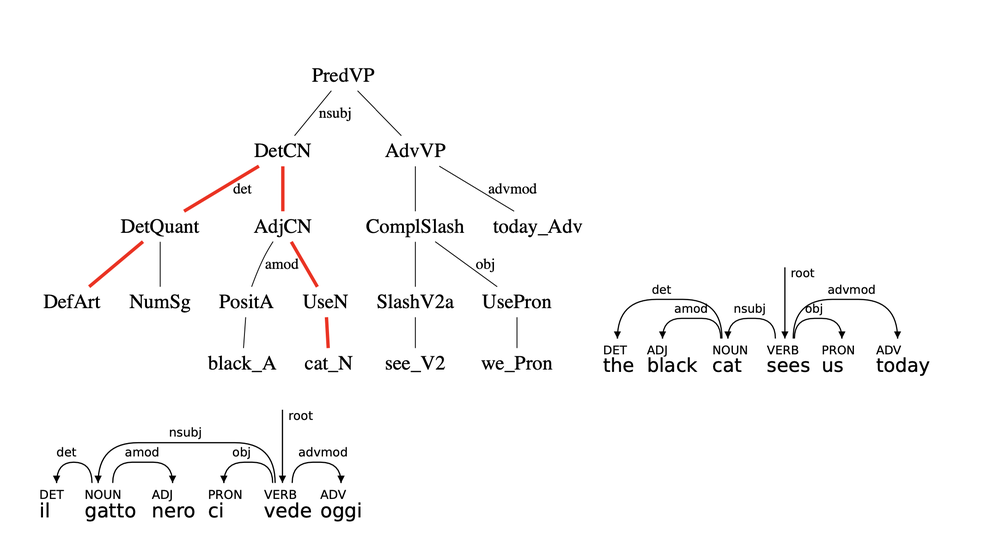 PredVP
nsubj
DetCN AdvVP
det advmod
DetQuant AdjCN ComplSlash today_Adv
amod obj
DefArt NumSg PositA UseN SlashV2a UsePron
black_A cat_N see_V2 we_Pron
root
det advmod
amod nsubj obj
DET ADJ NOUN VERB PRON ADV
the black cat sees us today
root
nsubj
det amod obj advmod
DET NOUN ADJ PRON VERB ADV
il gatto nero ci vede oggi